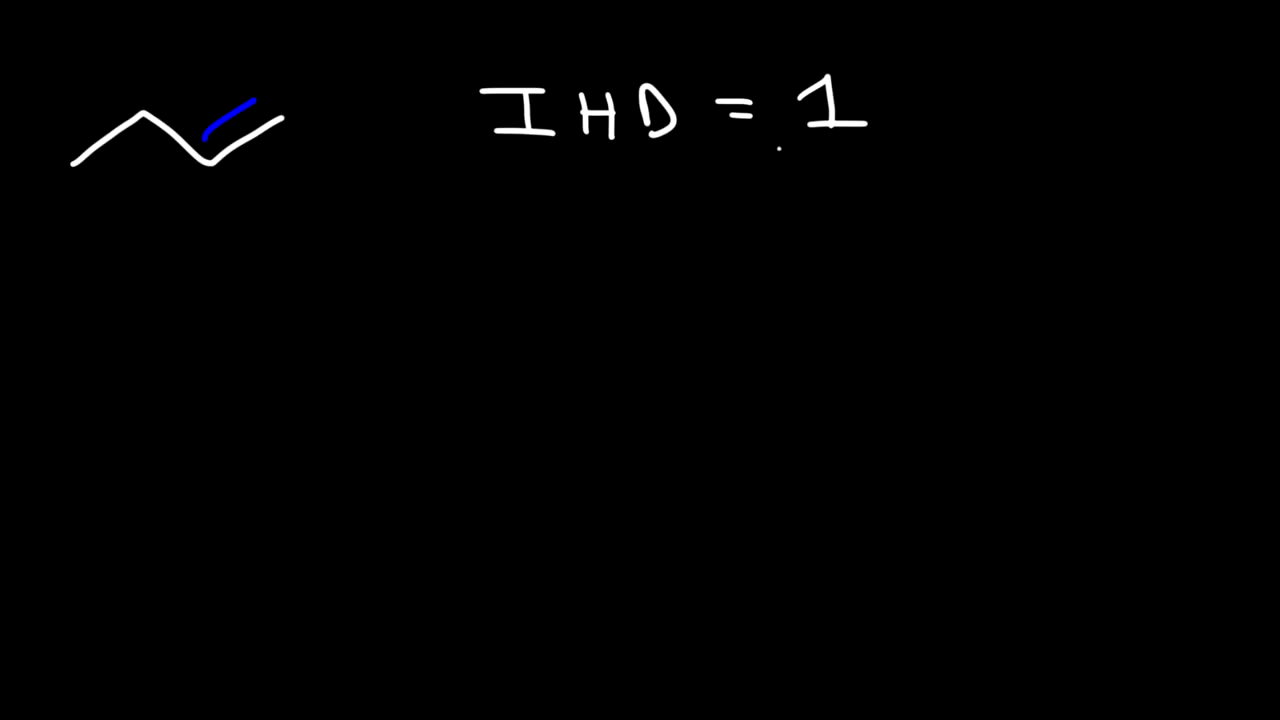 IHD = 1